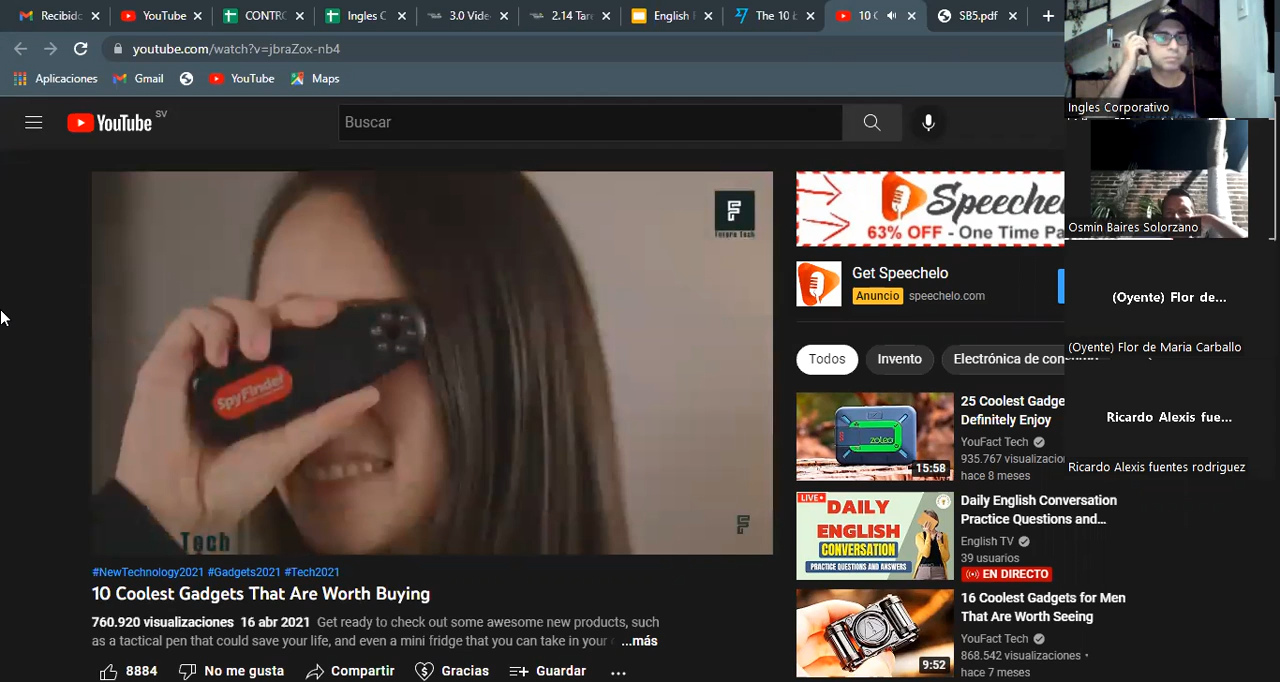 Recibid
YouTube
CONTR
Ingles C
3.0 Vide
2.14 Tar
English
The 10
10
SB5.pdf
youtube.com/watch?v=jbraZox-nb4
Aplicaciones
Gmail
YouTube
Maps
YouTube SV
Buscar
Ingles Corporativo
Osmin Baires Solorzano
(Oyente) Flor de...
(Oyente) Flor de Maria Carballo
Ricardo Alexis fue...
Ricardo Alexis fuentes rodriguez
SpyFinder
Future Tech
Tech
#NewTechnology2021 #Gadgets2021 #Tech2021
10 Coolest Gadgets That Are Worth Buying
760.920 visualizaciones 16 abr 2021 Get ready to check out some awesome new products, such
as a tactical pen that could save your life, and even a mini fridge that you can take in your ...más
8884
No me gusta
Compartir
Gracias
Guardar
Speechel
63% OFF - One Time Pa
Get Speechelo
Anuncio speechelo.com
Todos
Invento
Electrónica de con
zoleo
15:58
25 Coolest Gadge
Definitely Enjoy
YouFact Tech
935.767 visualizacion
hace 8 meses
LIVE
DAILY
ENGLISH
CONVERSATION
PRACTICE QUESTIONS AND ANSWERS
Daily English Conversation
Practice Questions and...
English TV
39 usuarios
EN DIRECTO
9:52
16 Coolest Gadgets for Men
That Are Worth Seeing
YouFact Tech
868.542 visualizaciones •
hace 7 meses